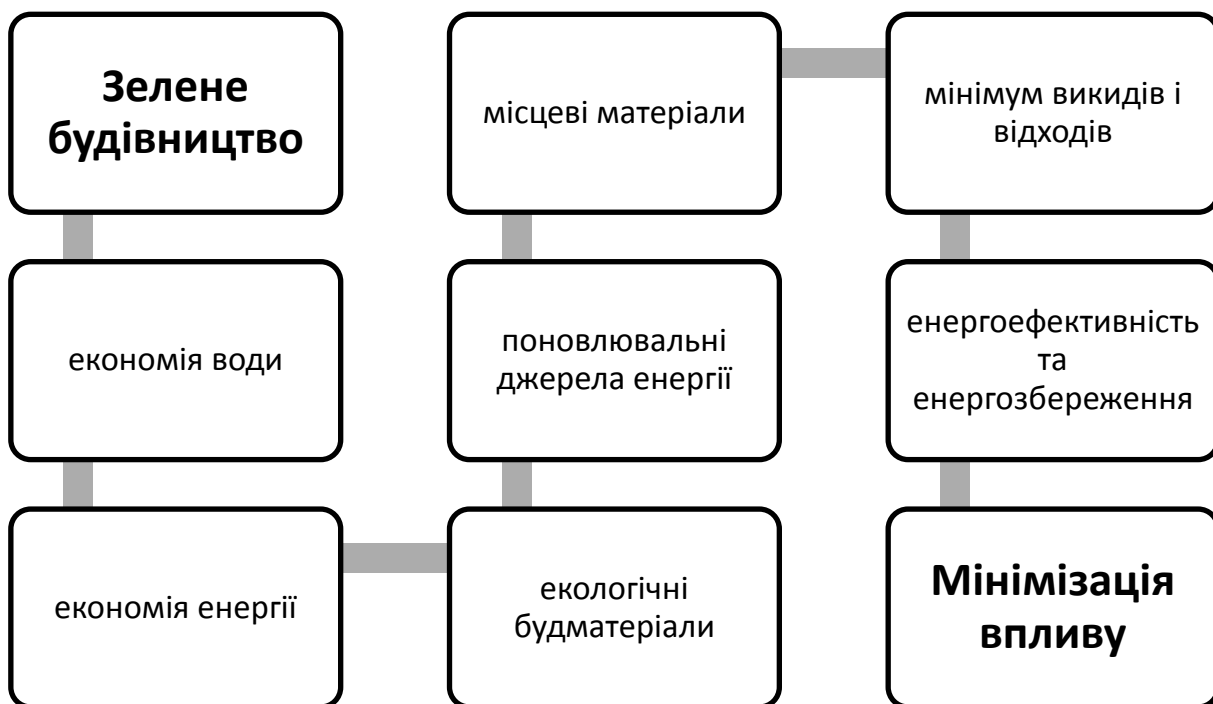 Зелене
будівництво
економія води
економія енергії
екологічні
будматеріали
поновлювальні
джерела енергії
місцеві матеріали
мінімум викидів і
відходів
енергоефективність
та
енергозбереження
Мінімізація
впливу